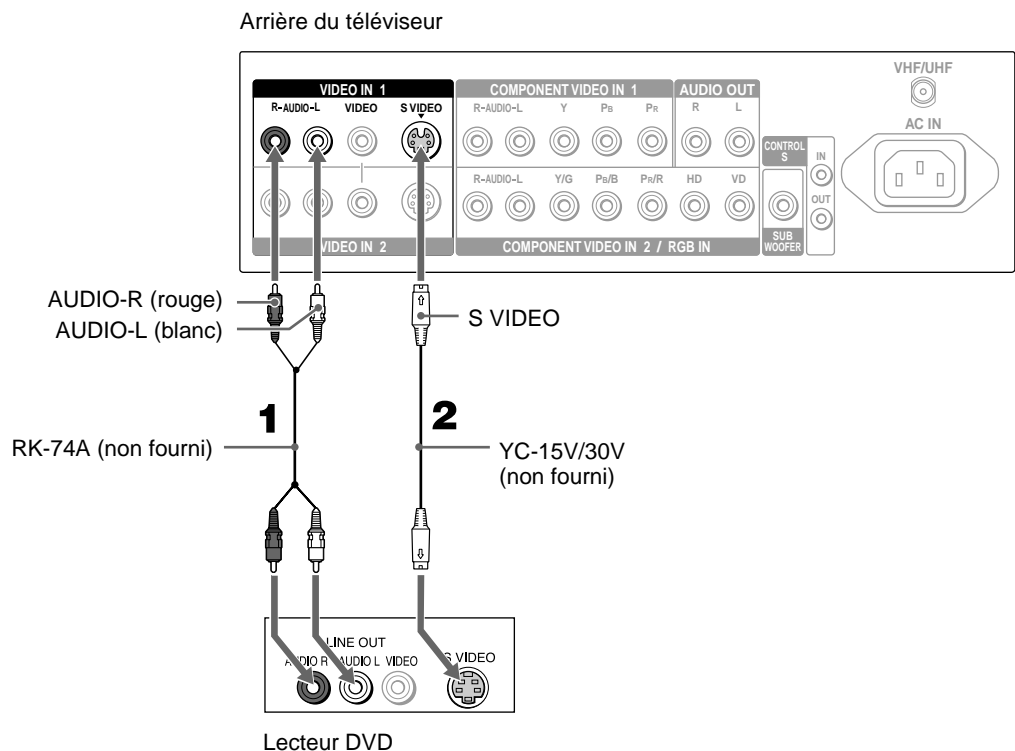 Arrière du téléviseur
VHF/UHF
VIDEO IN 1
COMPONENT VIDEO IN 1
AUDIO OUT
R-AUDIO-L VIDEO S VIDEO
R-AUDIO-L Y PB PR
R L
AC IN
CONTROL S
IN
OUT
R-AUDIO-L Y/G PB/B PR/R HD VD
SUB WOOFER
VIDEO IN 2
COMPONENT VIDEO IN 2 / RGB IN
AUDIO-R (rouge)
AUDIO-L (blanc)
S VIDEO
1
2
RK-74A (non fourni)
YC-15V/30V
(non fourni)
LINE OUT
AUDIO R AUDIO L VIDEO
S VIDEO
Lecteur DVD